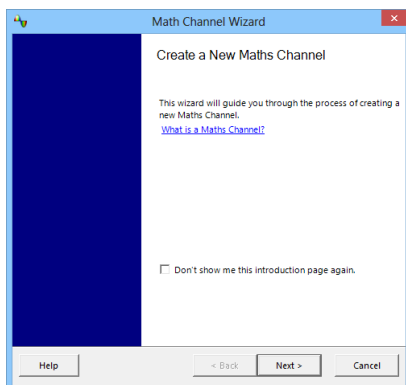 Math Channel Wizard
Create a New Maths Channel
This wizard will guide you through the process of creating a
new Maths Channel.
What is a Maths Channel?
Don't show me this introduction page again.
Help
< Back
Next >
Cancel